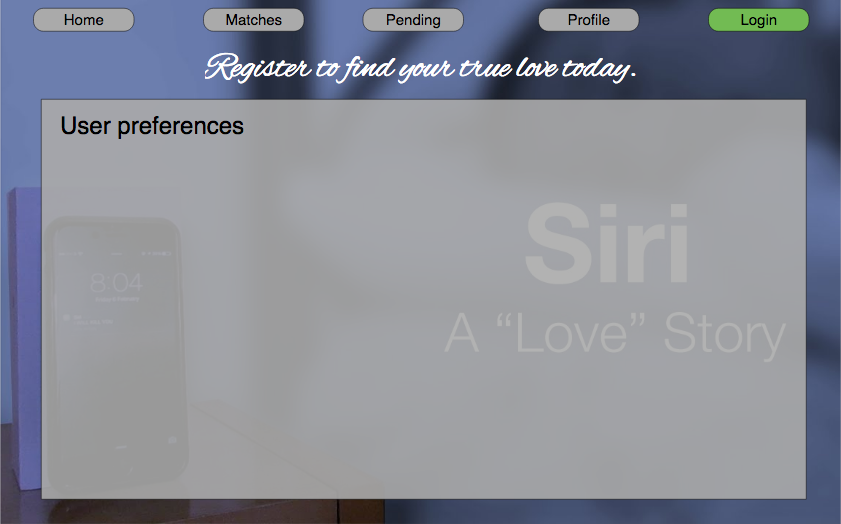 Home Matches Pending Profile Login
Register to find your true love today.
User preferences
Siri
A “Love” Story
8:04